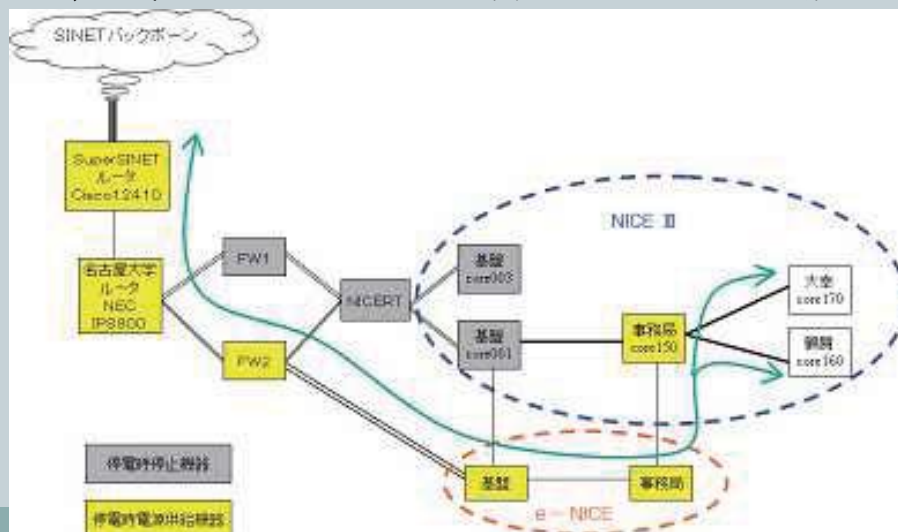 SINETバックボーン
SuperSINET
ルータ
Cisco12410
名古屋大学
ルータ
NEC
IP8800
FW1
FW2
NICERT
NICE III
基盤
core003
基盤
core001
事務局
core150
大幸
core170
鶴舞
core160
基盤
事務局
e-NICE
停電時停止機器
停電時電源供給機器